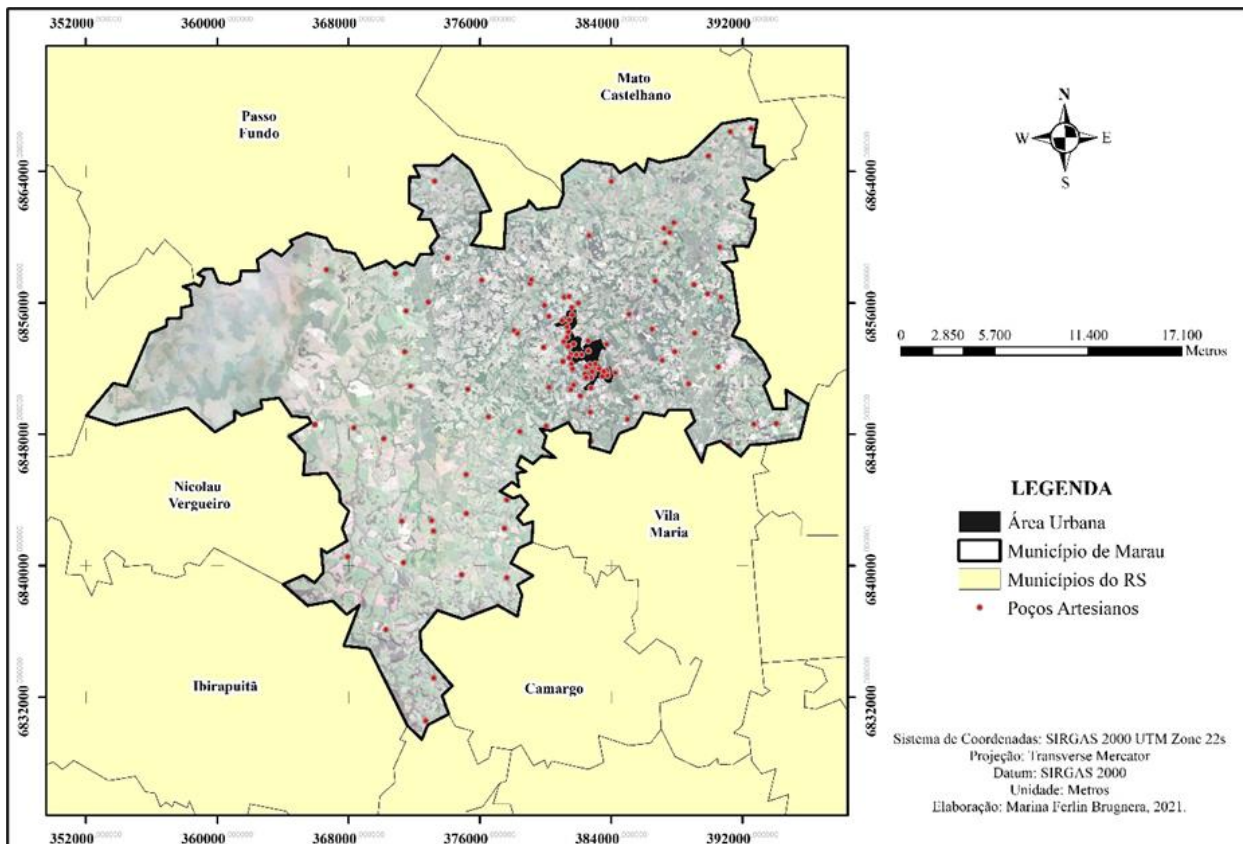 352000 360000 368000 376000 384000 392000
Mato
Castelhano
Passo
Fundo
N
W E
S
6864000
6864000
6856000
6856000
0 2.850 5.700 11.400 17.100
Metros
6848000
6848000
Nicolau
Vergueiro
Vila
Maria
LEGENDA
Área Urbana
Município de Marau
Municípios do RS
Poços Artesianos
6840000
6840000
Ibirapuitã
Camargo
6832000
6832000
Sistema de Coordenadas: SIRGAS 2000 UTM Zone 22s
Projeção: Transverse Mercator
Datum: SIRGAS 2000
Unidade: Metros
Elaboração: Marina Ferlin Brugnera, 2021.
352000 360000 368000 376000 384000 392000